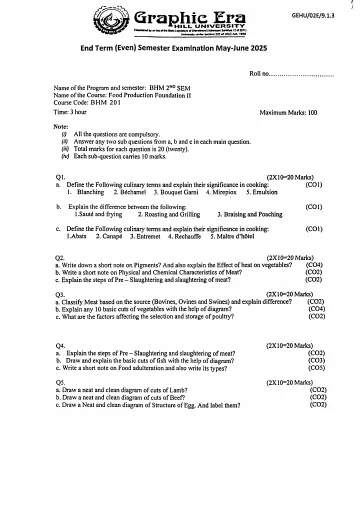 GEHU/02E/9.1.3
Graphic Era
HILL UNIVERSITY
End Term (Even) Semester Examination May-June 2025
Roll no.................................
Name of the Program and semester: BHM 2ND SEM
Name of the Course: Food Production Foundation II
Course Code: BHM 201
Time: 3 hour Maximum Marks: 100
Note:
(i) All the questions are compulsory.
(ii) Answer any two sub questions from a, b and c in each main question.
(iii) Total marks for each question is 20 (twenty).
(iv) Each sub-question carries 10 marks.
Q1. (2X10=20 Marks)
a. Define the Following culinary terms and explain their significance in cooking: (CO1)
1. Blanching 2. Béchamel 3. Bouquet Garni 4. Mirepiox 5. Emulsion
b. Explain the difference between the following: (CO1)
1.Sauté and frying 2. Roasting and Grilling 3. Braising and Poaching
c. Define the Following culinary terms and explain their significance in cooking: (CO1)
1.Abats 2. Canapé 3. Entremet 4. Rechauffe 5. Maître d'hôtel
Q2. (2X10=20 Marks)
a. Write down a short note on Pigments? And also explain the Effect of heat on vegetables? (CO4)
b. Write a short note on Physical and Chemical Characteristics of Meat? (CO2)
c. Explain the steps of Pre – Slaughtering and slaughtering of meat? (CO2)
Q3. (2X10=20 Marks)
a. Classify Meat based on the source (Bovines, Ovines and Swines) and explain difference? (CO2)
b. Explain any 10 basic cuts of vegetables with the help of diagram? (CO4)
c. What are the factors affecting the selection and storage of poultry? (CO2)
Q4. (2X10=20 Marks)
a. Explain the steps of Pre – Slaughtering and slaughtering of meat? (CO2)
b. Draw and explain the basic cuts of fish with the help of diagram? (CO3)
c. Write a short note on Food adulteration and also write its types? (CO5)
Q5. (2X10=20 Marks)
a. Draw a neat and clean diagram of cuts of Lamb? (CO2)
b. Draw a neat and clean diagram of cuts of Beef? (CO2)
c. Draw a Neat and clean diagram of Structure of Egg. And label them? (CO2)